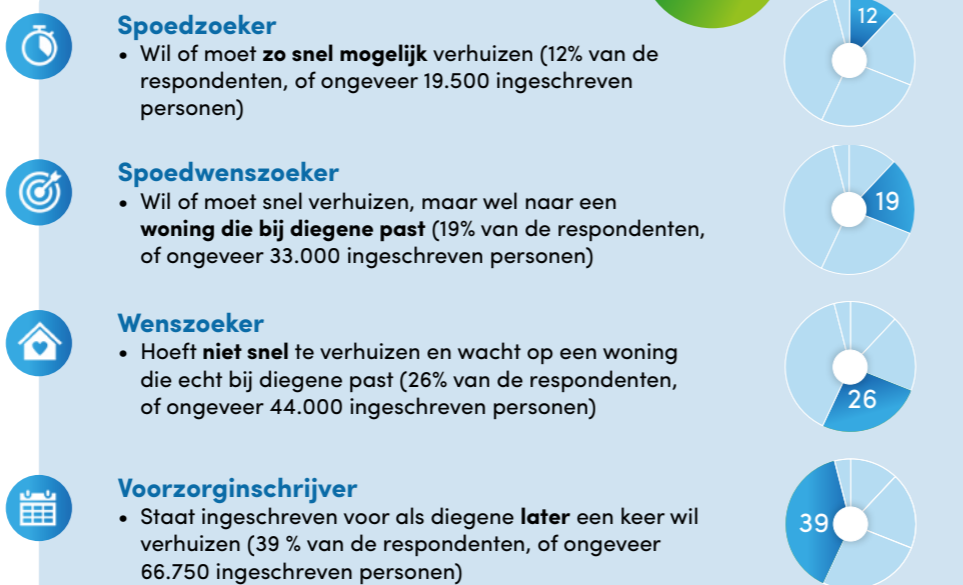 Spoedzoeker
• Wil of moet zo snel mogelijk verhuizen (12% van de
respondenten, of ongeveer 19.500 ingeschreven
personen)
12
Spoedwenszoeker
• Wil of moet snel verhuizen, maar wel naar een
woning die bij diegene past (19% van de respondenten,
of ongeveer 33.000 ingeschreven personen)
19
Wenszoeker
• Hoeft niet snel te verhuizen en wacht op een woning
die echt bij diegene past (26% van de respondenten,
of ongeveer 44.000 ingeschreven personen)
26
Voorzorginschrijver
• Staat ingeschreven voor als diegene later een keer wil
verhuizen (39 % van de respondenten, of ongeveer
66.750 ingeschreven personen)
39